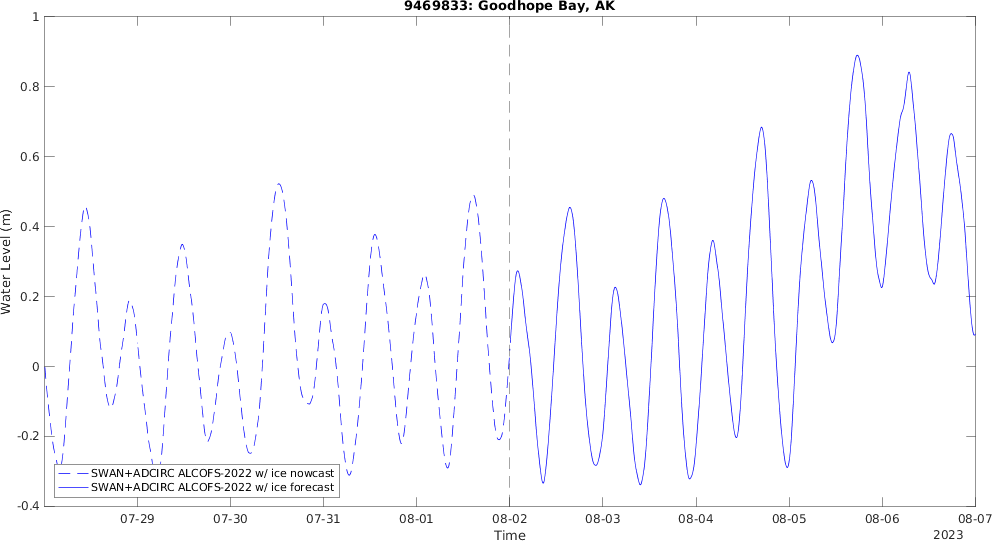 9469833: Goodhope Bay, AK
Water Level (m)
1
0.8
0.6
0.4
0.2
0
-0.2
-0.4
SWAN+ADCIRC ALCOFS-2022 w/ ice nowcast
SWAN+ADCIRC ALCOFS-2022 w/ ice forecast
07-29 07-30 07-31 08-01 08-02 08-03 08-04 08-05 08-06 08-07
Time
2023